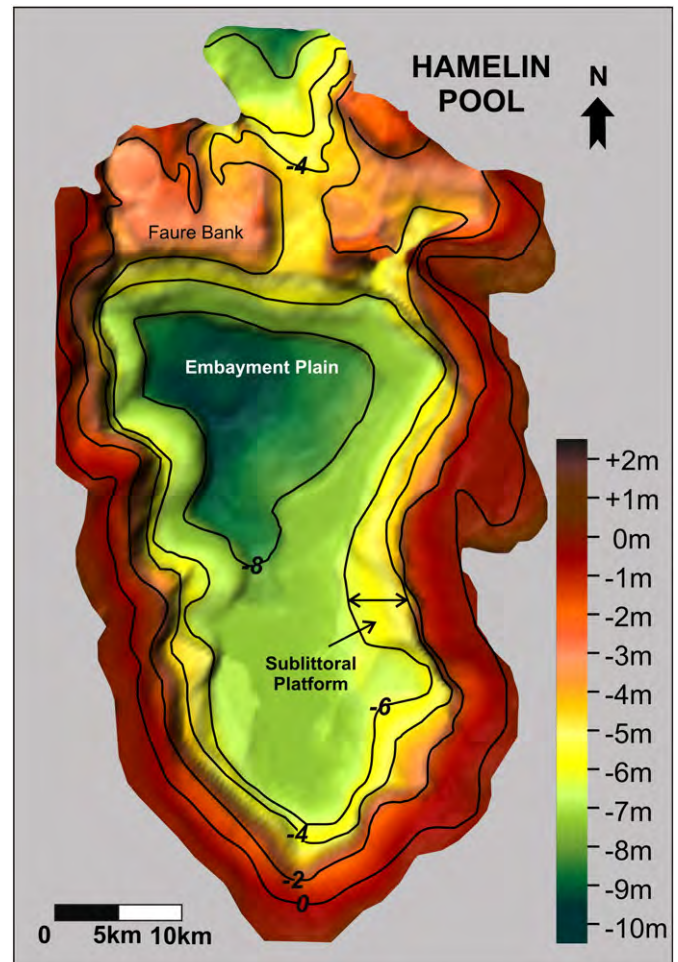 HAMELIN
POOL
N
-4
Faure Bank
Embayment Plain
-8
Sublittoral
Platform
-6
-4
-2
0
+2m
+1m
0m
-1m
-2m
-3m
-4m
-5m
-6m
-7m
-8m
-9m
-10m
0 5km 10km